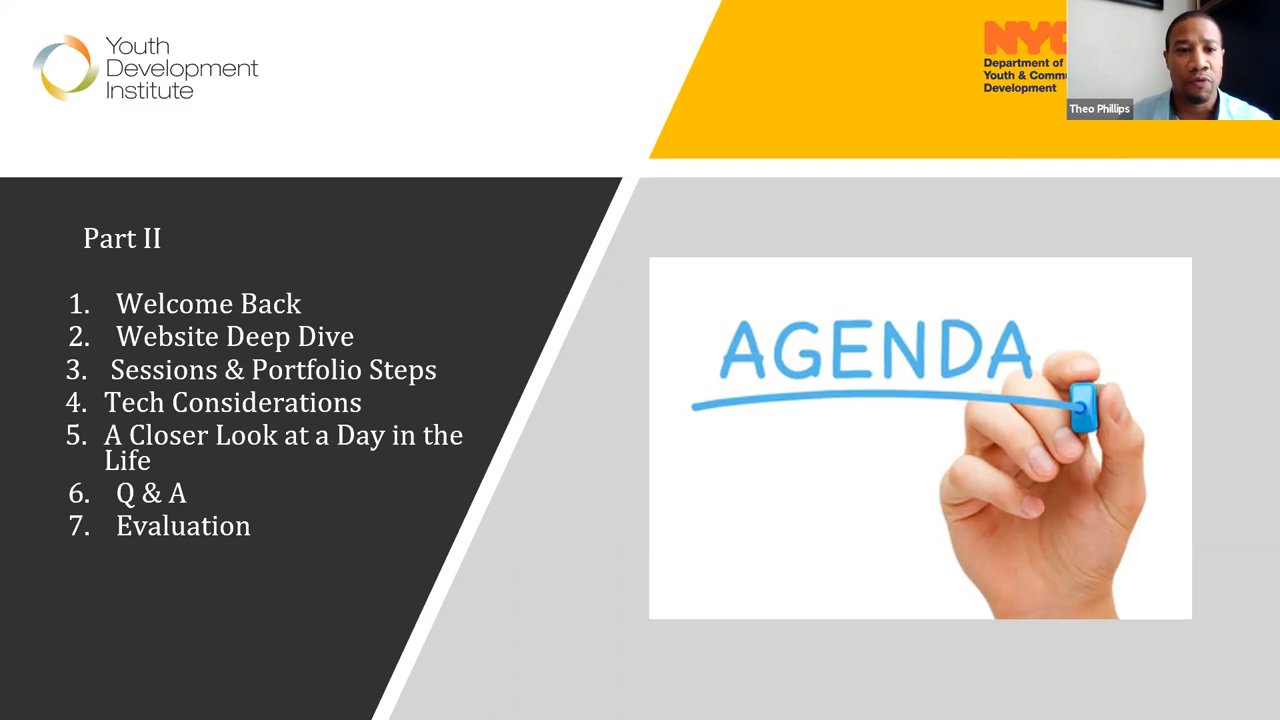 Youth
Development
Institute
NYC
Department of
Youth & Commu
Development
Theo Phillips
Part II
1. Welcome Back
2. Website Deep Dive
3. Sessions & Portfolio Steps
4. Tech Considerations
5. A Closer Look at a Day in the
Life
6. Q & A
7. Evaluation
AGENDA